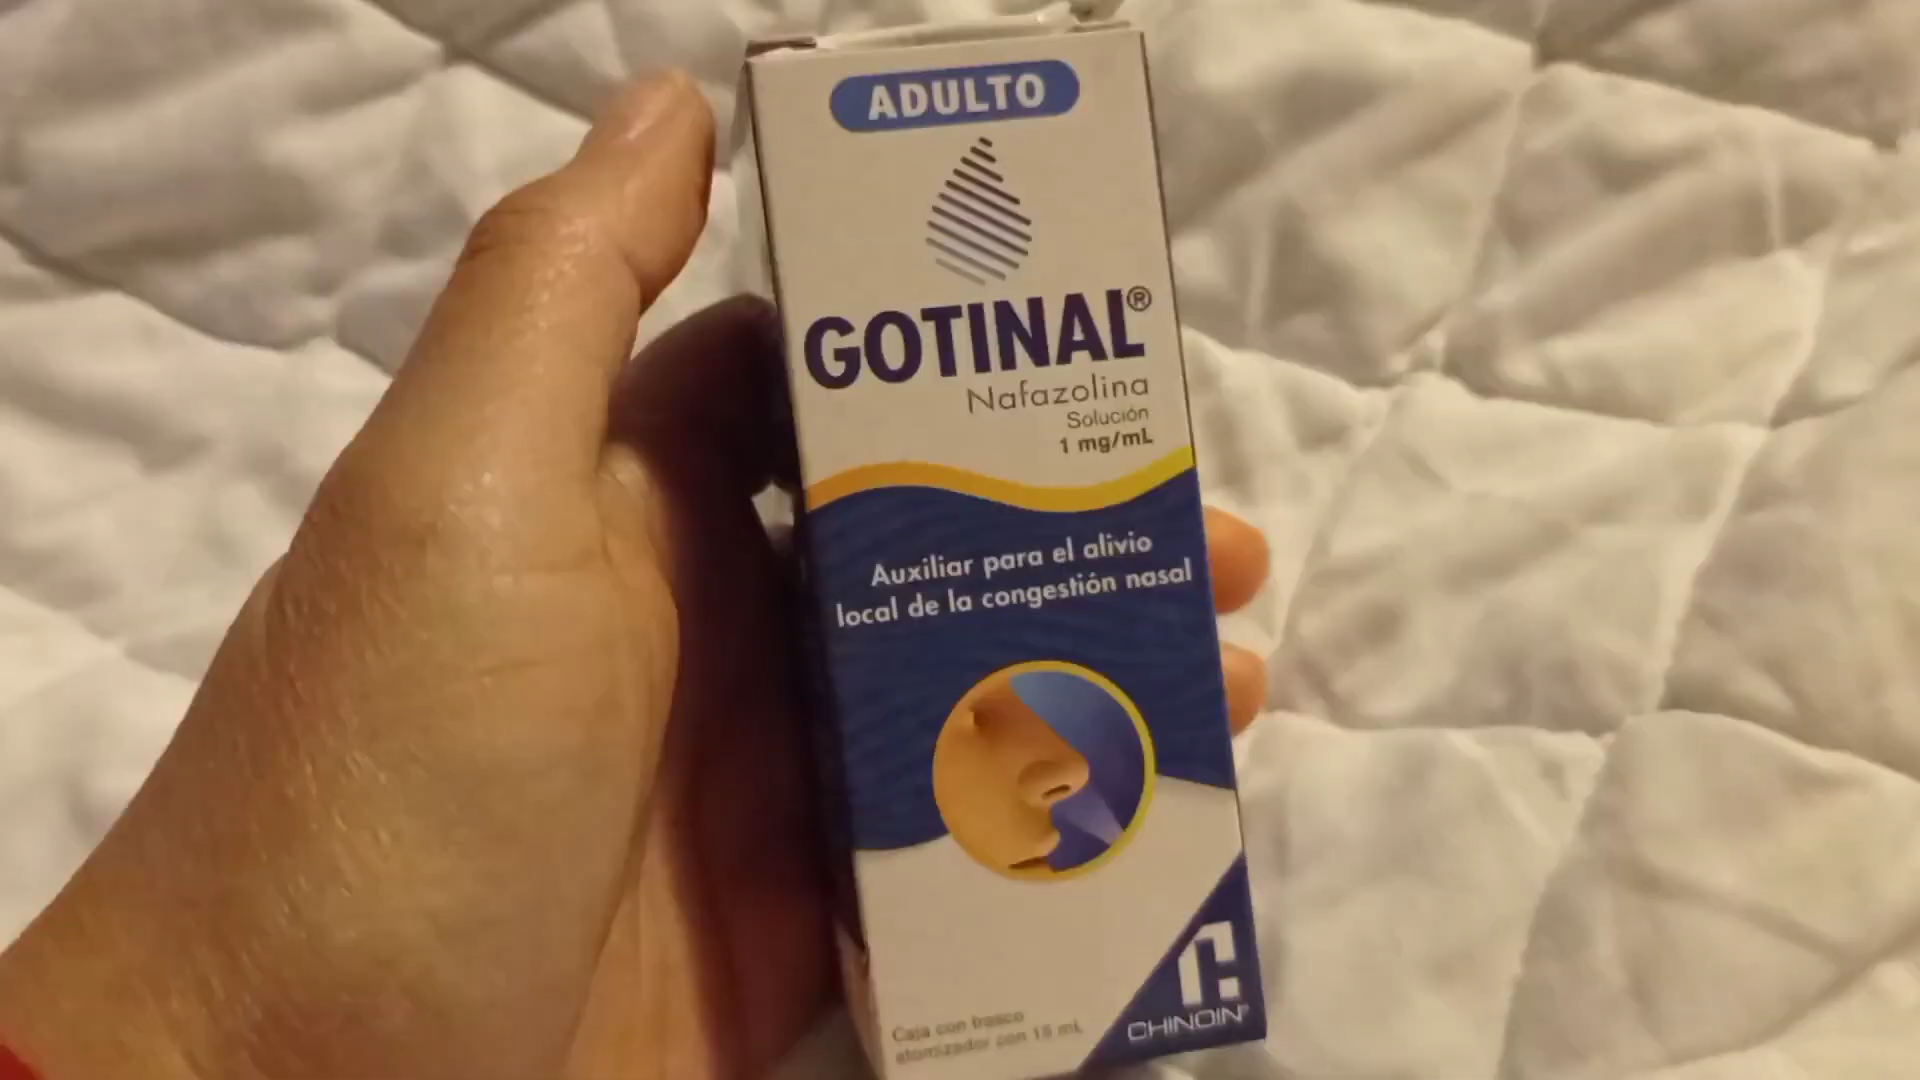 ADULTO
GOTINAL®
Nafazolina
Solución
1 mg/mL
Auxiliar para el alivio
local de la congestión nasal
Caja con frasco
atomizador con 15 mL
CHINOIN®